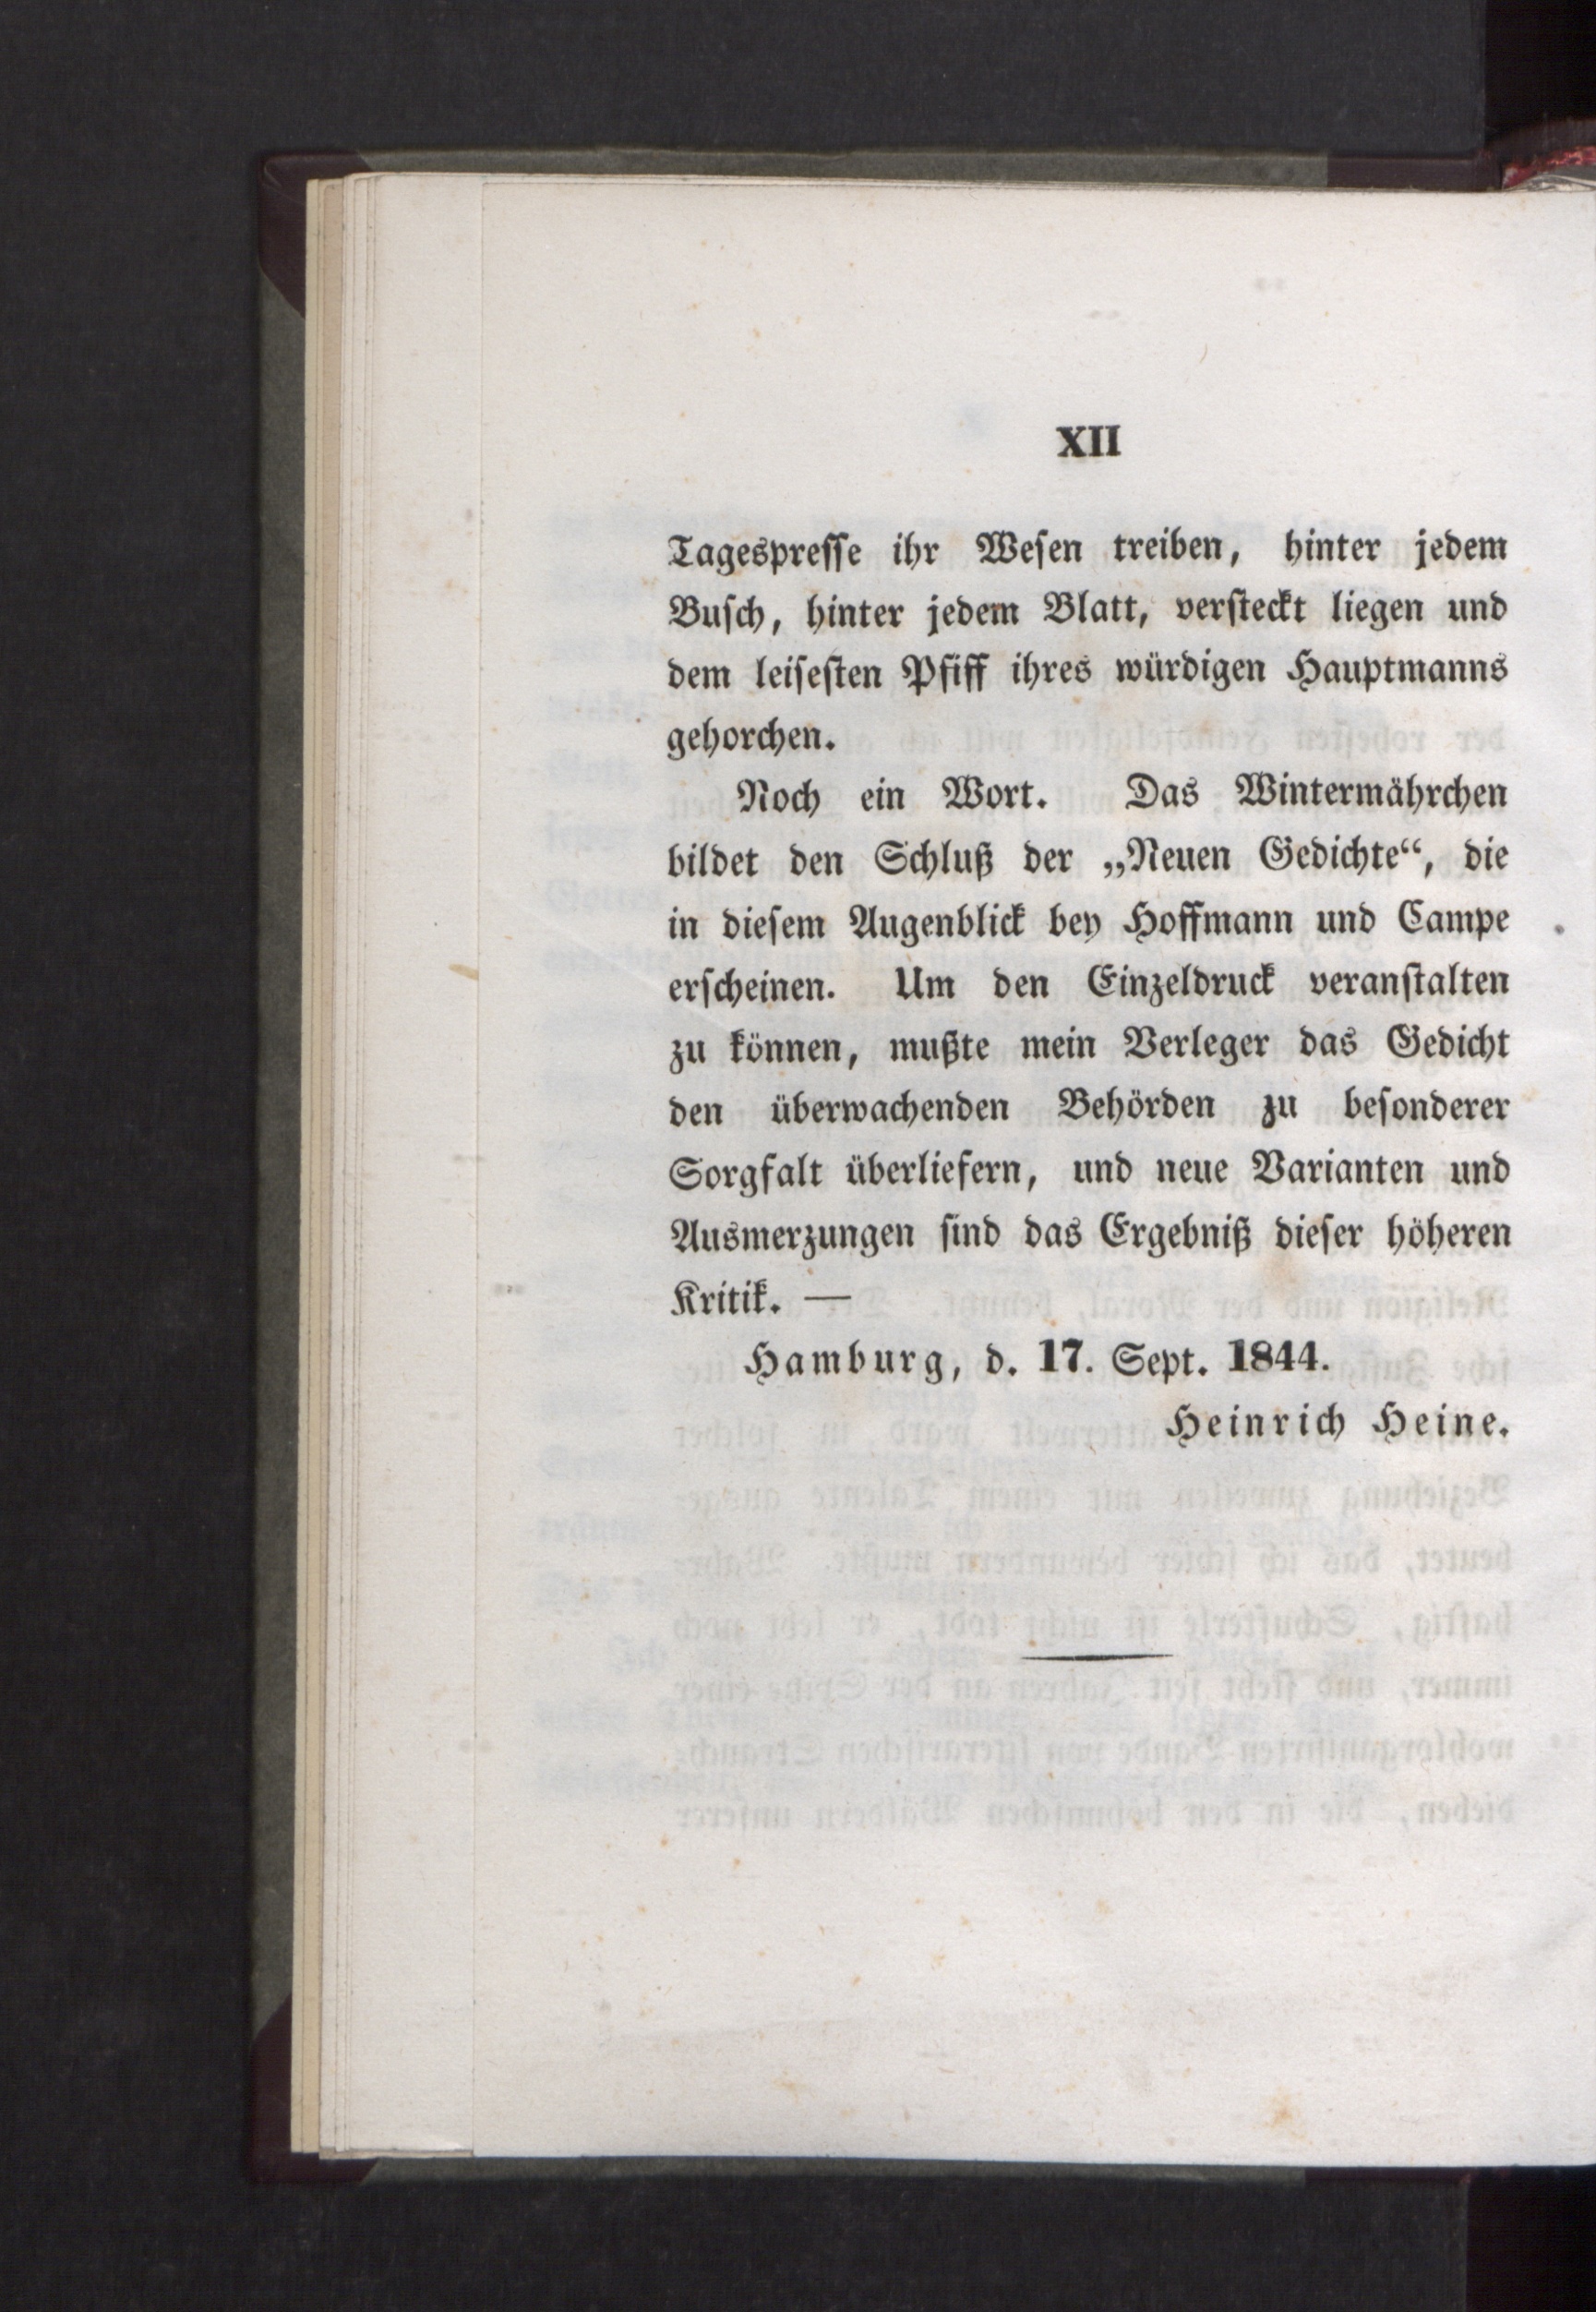 XII
Tagespresse ihr Wesen treiben, hinter jedem
Busch, hinter jedem Blatt, versteckt liegen und
dem leisesten Pfiff ihres würdigen Hauptmanns
gehorchen.
Noch ein Wort. Das Wintermährchen
bildet den Schluß der „Neuen Gedichte“, die
in diesem Augenblick bey Hoffmann und Campe
erscheinen. Um den Einzeldruck veranstalten
zu können, mußte mein Verleger das Gedicht
den überwachenden Behörden zu besonderer
Sorgfalt überliefern, und neue Varianten und
Ausmerzungen sind das Ergebniß dieser höheren
Kritik. —
Hamburg, d. 17. Sept. 1844.
Heinrich Heine.